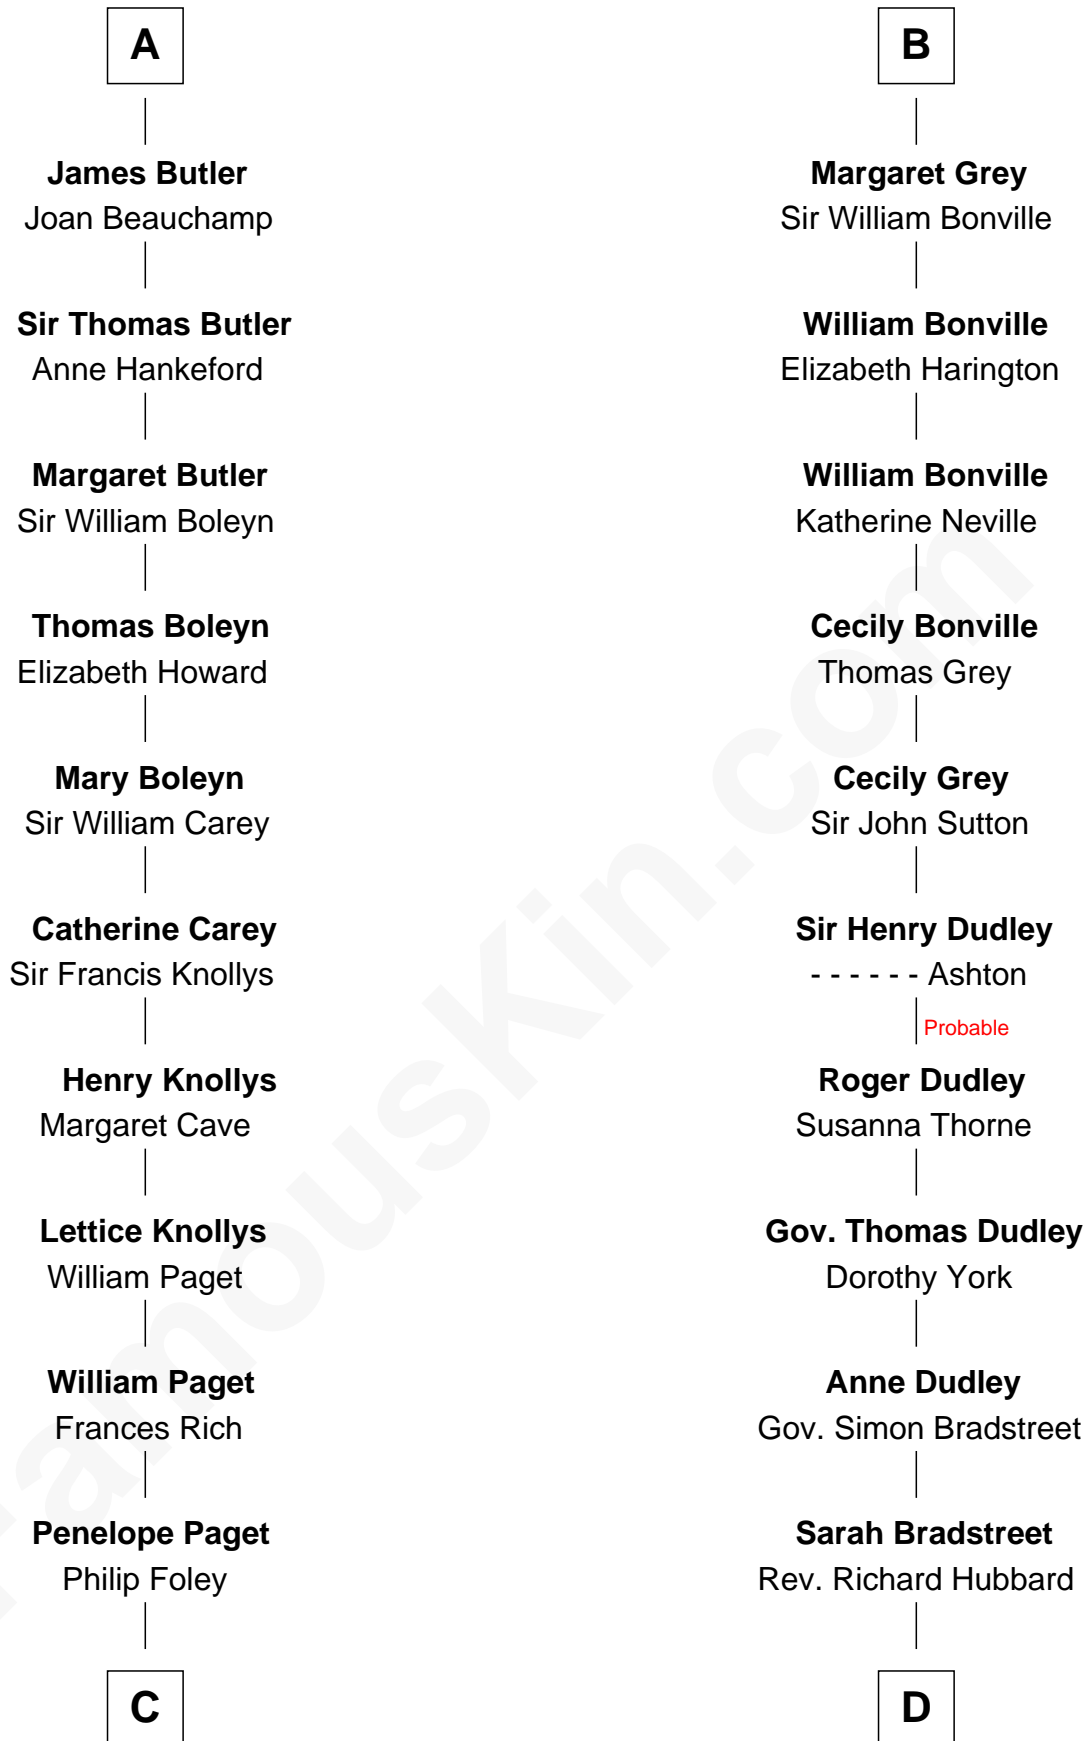 A
James Butler
Joan Beauchamp
Sir Thomas Butler
Anne Hankeford
Margaret Butler
Sir William Boleyn
Thomas Boleyn
Elizabeth Howard
Mary Boleyn
Sir William Carey
Catherine Carey
Sir Francis Knollys
Henry Knollys
Margaret Cave
Lettice Knollys
William Paget
William Paget
Frances Rich
Penelope Paget
Philip Foley
C
B
Margaret Grey
Sir William Bonville
William Bonville
Elizabeth Harington
William Bonville
Katherine Neville
Cecily Bonville
Thomas Grey
Cecily Grey
Sir John Sutton
Sir Henry Dudley
- - - - - - Ashton
Probable
Roger Dudley
Susanna Thorne
Gov. Thomas Dudley
Dorothy York
Anne Dudley
Gov. Simon Bradstreet
Sarah Bradstreet
Rev. Richard Hubbard
D
FamousKin.com